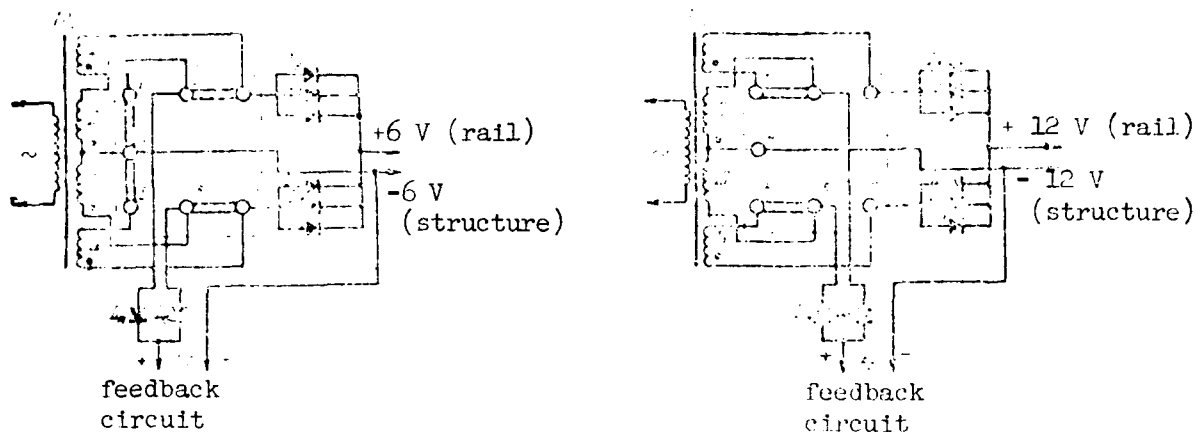 +6 V (rail)
-6 V
(structure)
+ -
feedback
circuit
+ 12 V (rail)
- 12 V
(structure)
+ -
feedback
circuit